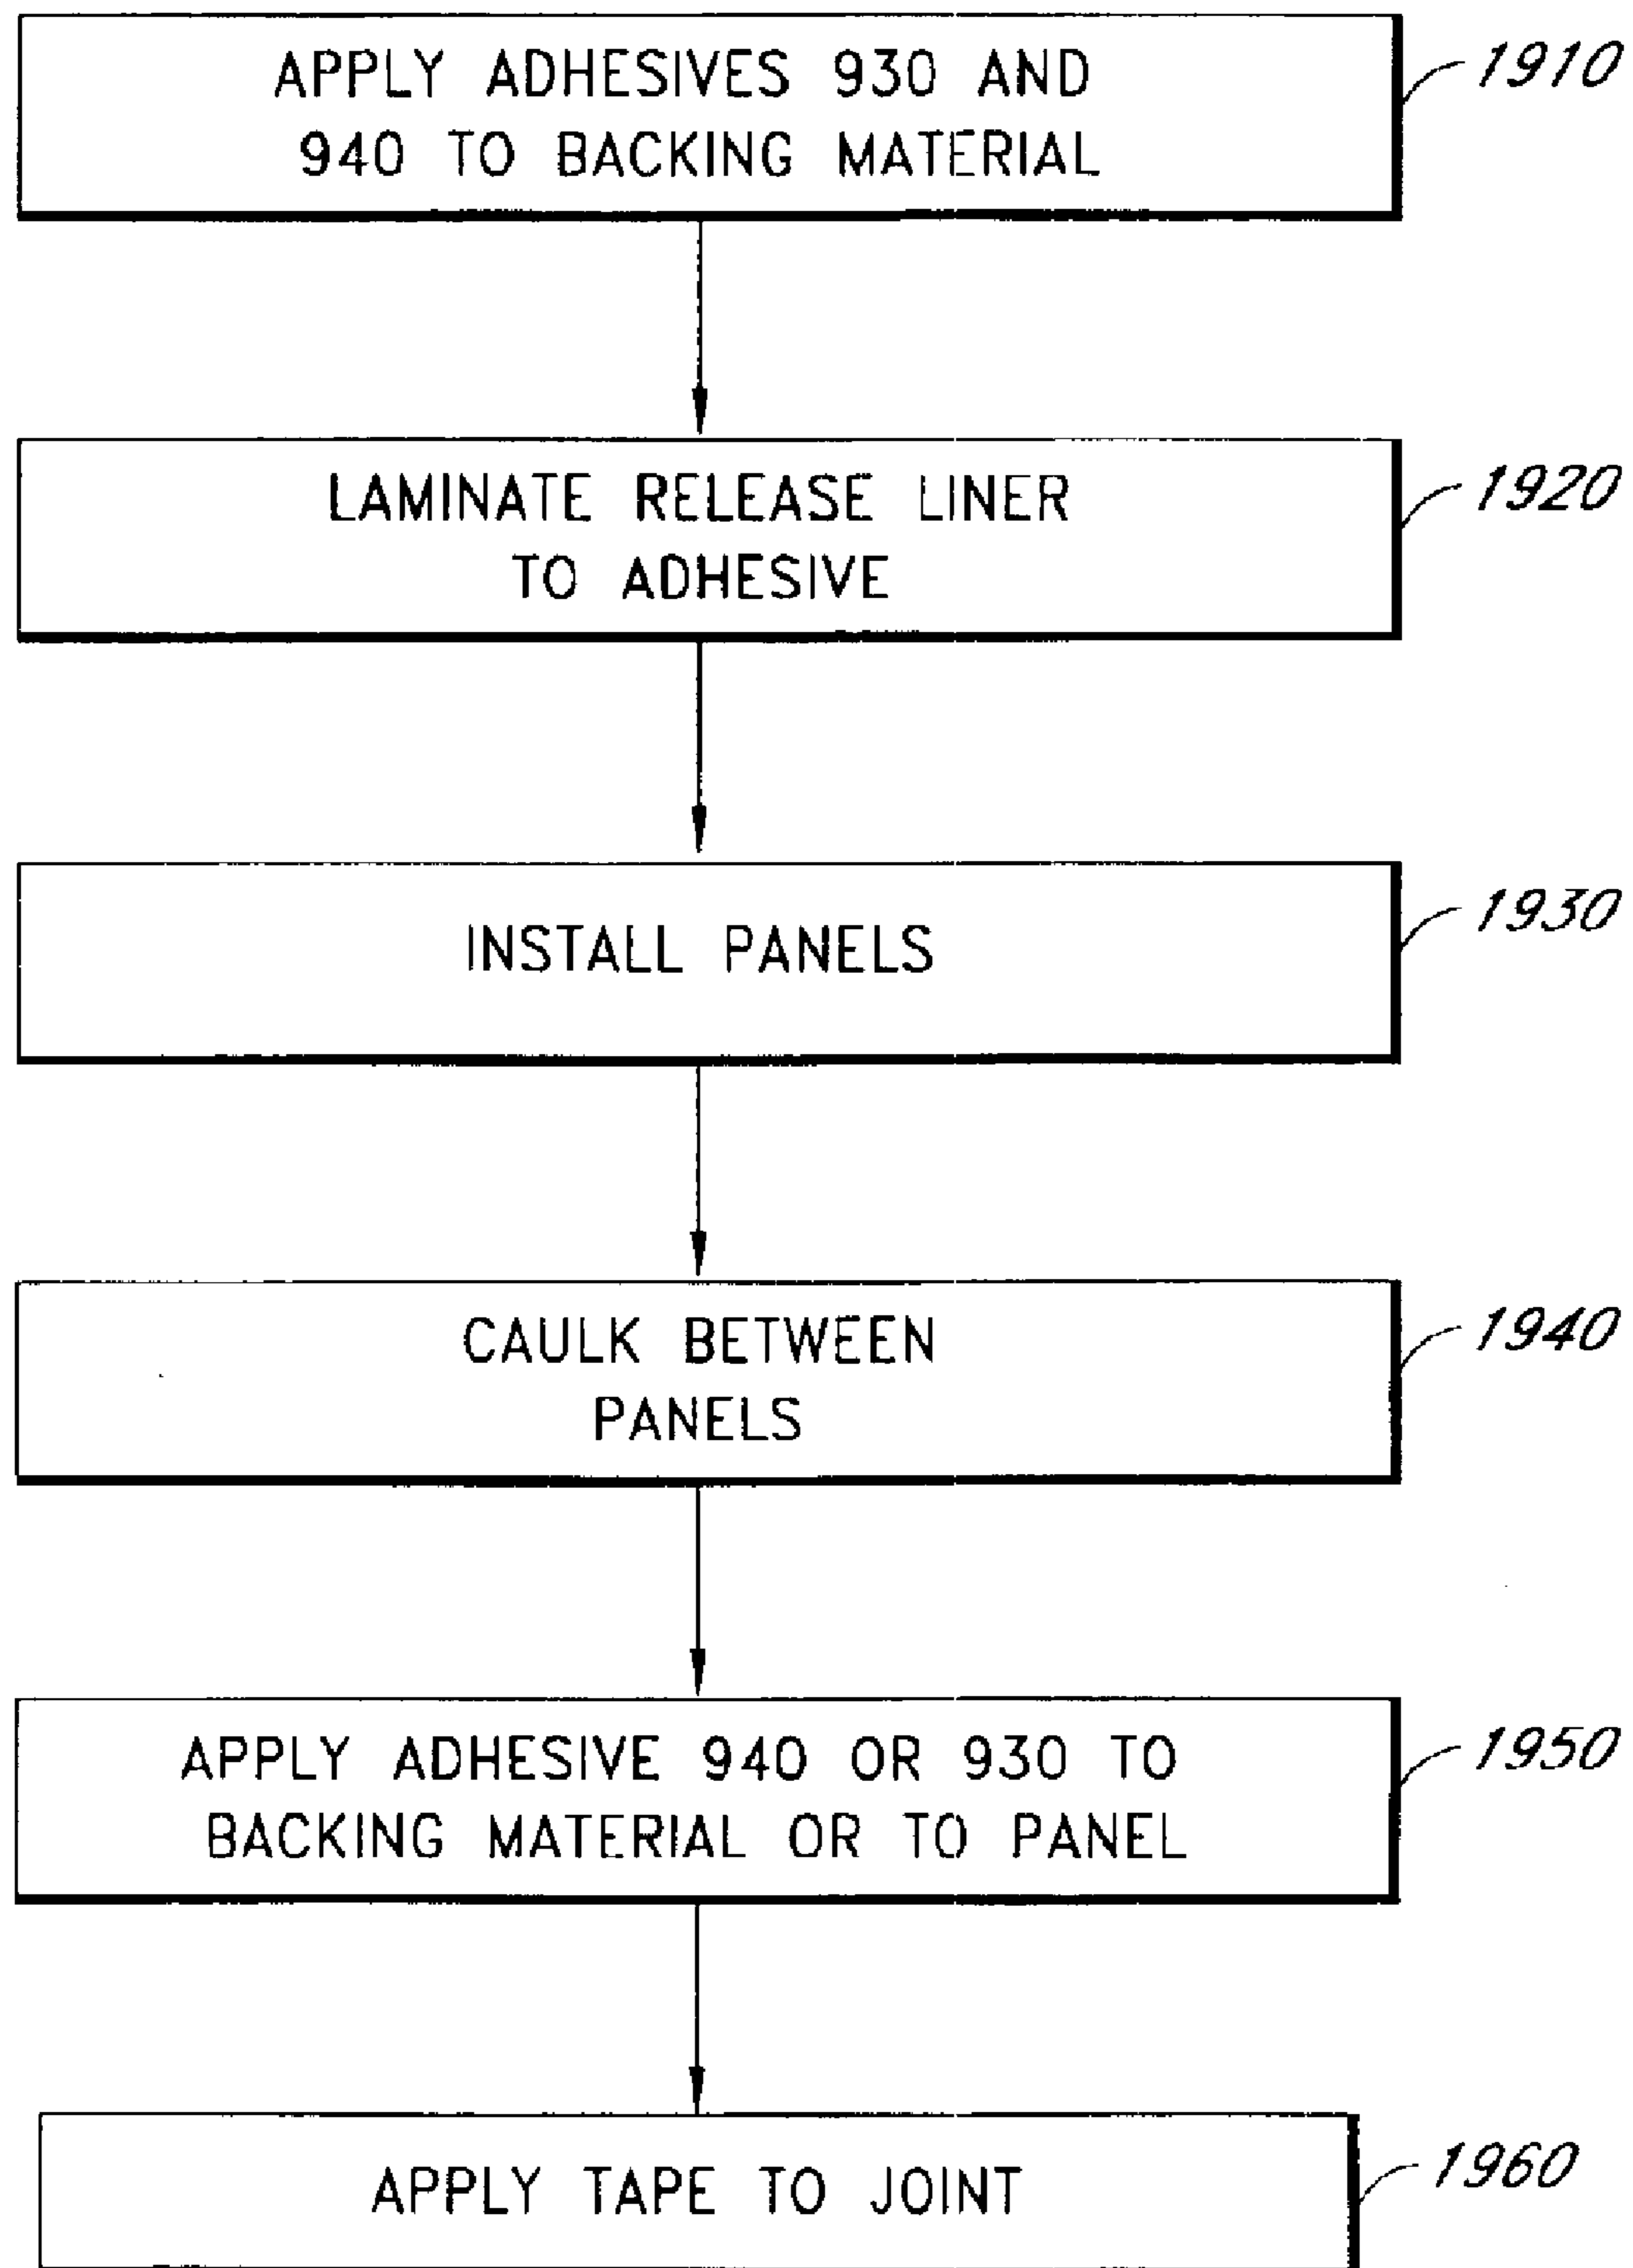 APPLY ADHESIVES 930 AND
940 TO BACKING MATERIAL
1910
LAMINATE RELEASE LINER
TO ADHESIVE
1920
INSTALL PANELS
1930
CAULK BETWEEN
PANELS
1940
APPLY ADHESIVE 940 OR 930 TO
BACKING MATERIAL OR TO PANEL
1950
APPLY TAPE TO JOINT
1960